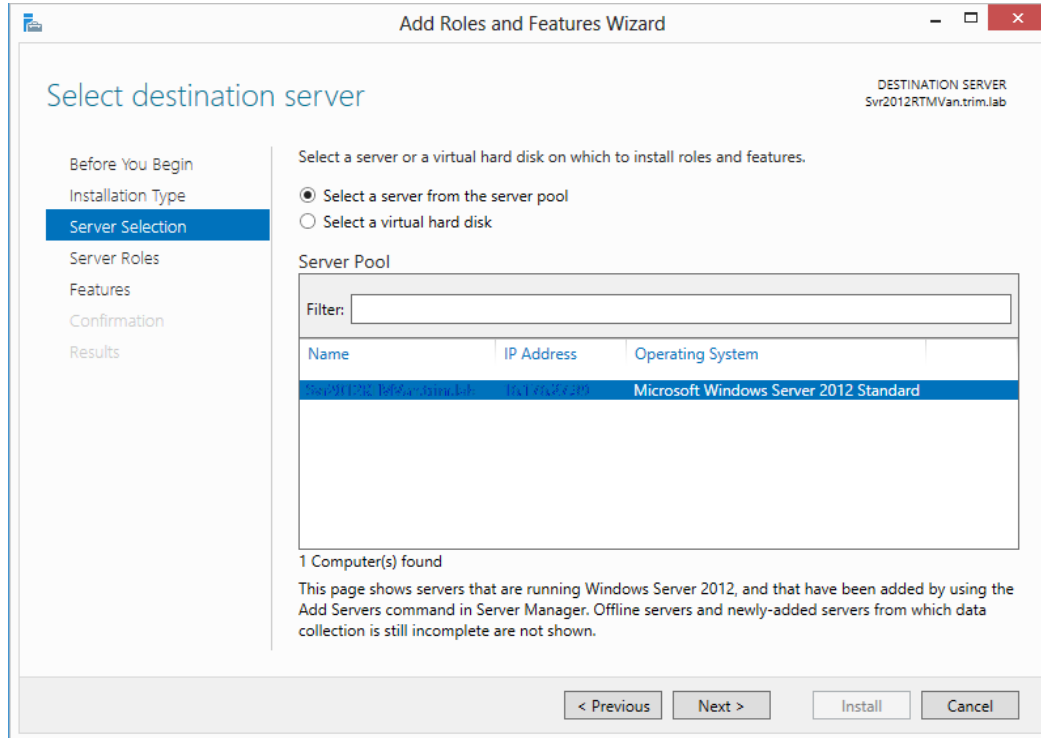 Add Roles and Features Wizard
Select destination server
DESTINATION SERVER
Svr2012RTMVan.trim.lab
Before You Begin
Installation Type
Server Selection
Server Roles
Features
Confirmation
Results
Select a server or a virtual hard disk on which to install roles and features.
Select a server from the server pool
Select a virtual hard disk
Server Pool
Filter:
Name IP Address Operating System
Microsoft Windows Server 2012 Standard
1 Computer(s) found
This page shows servers that are running Windows Server 2012, and that have been added by using the
Add Servers command in Server Manager. Offline servers and newly-added servers from which data
collection is still incomplete are not shown.
< Previous Next > Install Cancel